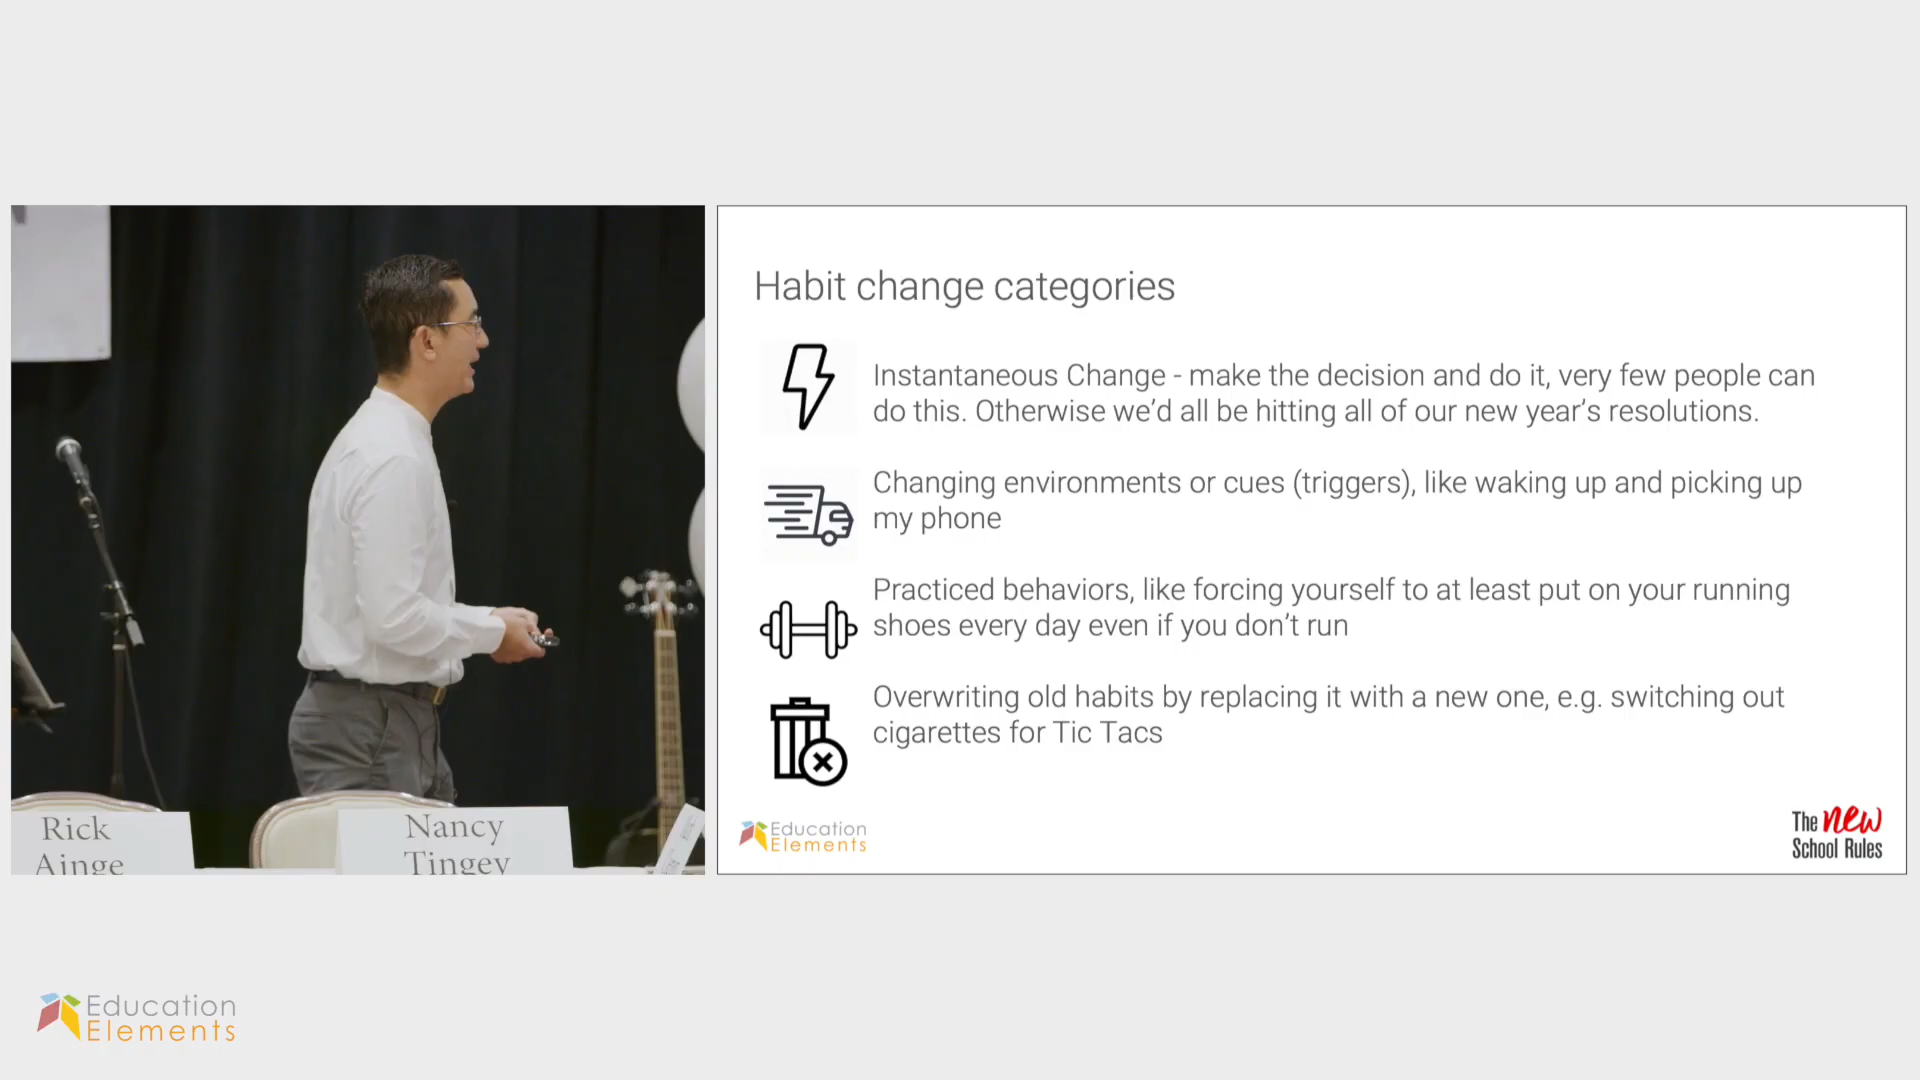 Habit change categories
Instantaneous Change - make the decision and do it, very few people can
do this. Otherwise we’d all be hitting all of our new year’s resolutions.
Changing environments or cues (triggers), like waking up and picking up
my phone
Practiced behaviors, like forcing yourself to at least put on your running
shoes every day even if you don’t run
Overwriting old habits by replacing it with a new one, e.g. switching out
cigarettes for Tic Tacs
Education
Elements
The new
School Rules
Rick
Ainge
Nancy
Tingey
Education
Elements